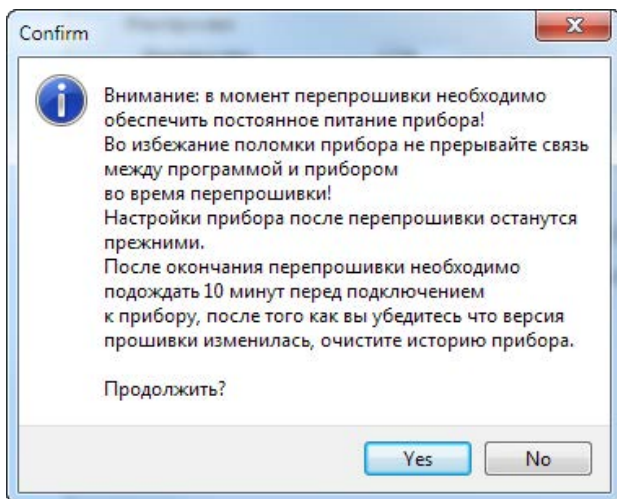 Confirm
Внимание: в момент перепрошивки необходимо
обеспечить постоянное питание прибора!
Во избежание поломки прибора не прерывайте связь
между программой и прибором
во время перепрошивки!
Настройки прибора после перепрошивки останутся
прежними.
После окончания перепрошивки необходимо
подождать 10 минут перед подключением
к прибору, после того как вы убедитесь что версия
прошивки изменилась, очистите историю прибора.
Продолжить?
Yes No